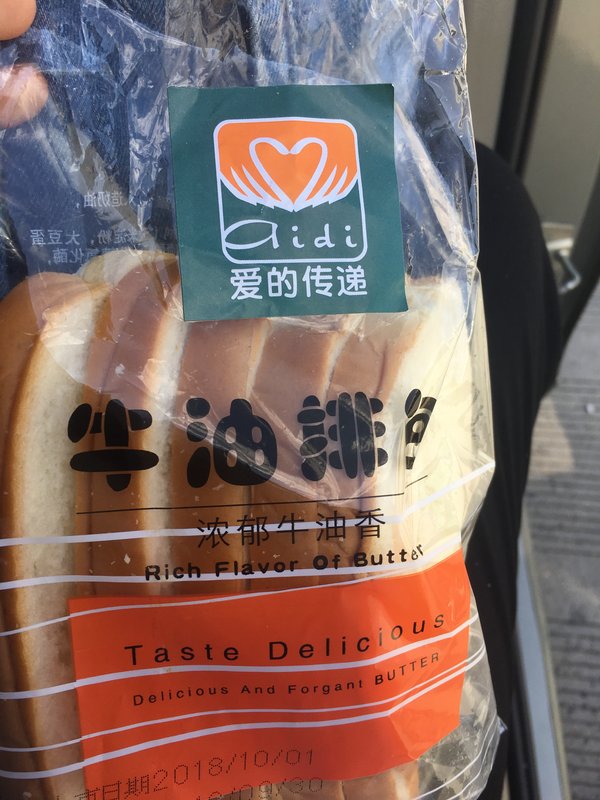 aidi
爱的传递
牛油排包
浓郁牛油香
Rich Flavor Of Butter
Taste Delicious
Delicious And Forgant BUTTER
日期2018/10/01